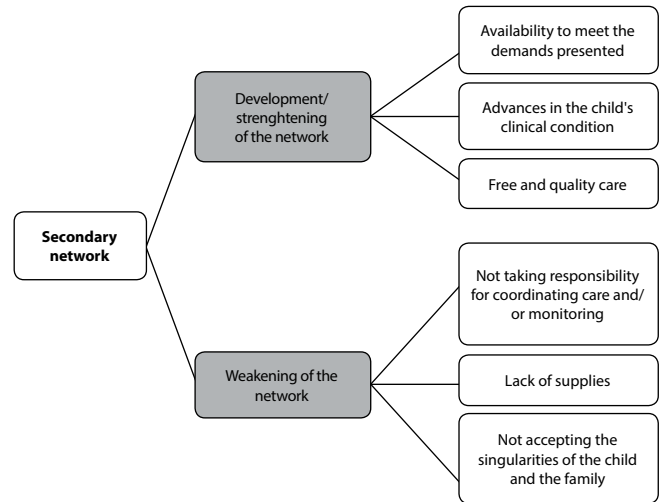 Secondary
network
Development/
strenghtening
of the network
Availability to meet the
demands presented
Advances in the child's
clinical condition
Free and quality care
Weakening of the
network
Not taking responsibility
for coordinating care and/
or monitoring
Lack of supplies
Not accepting the
singularities of the child
and the family